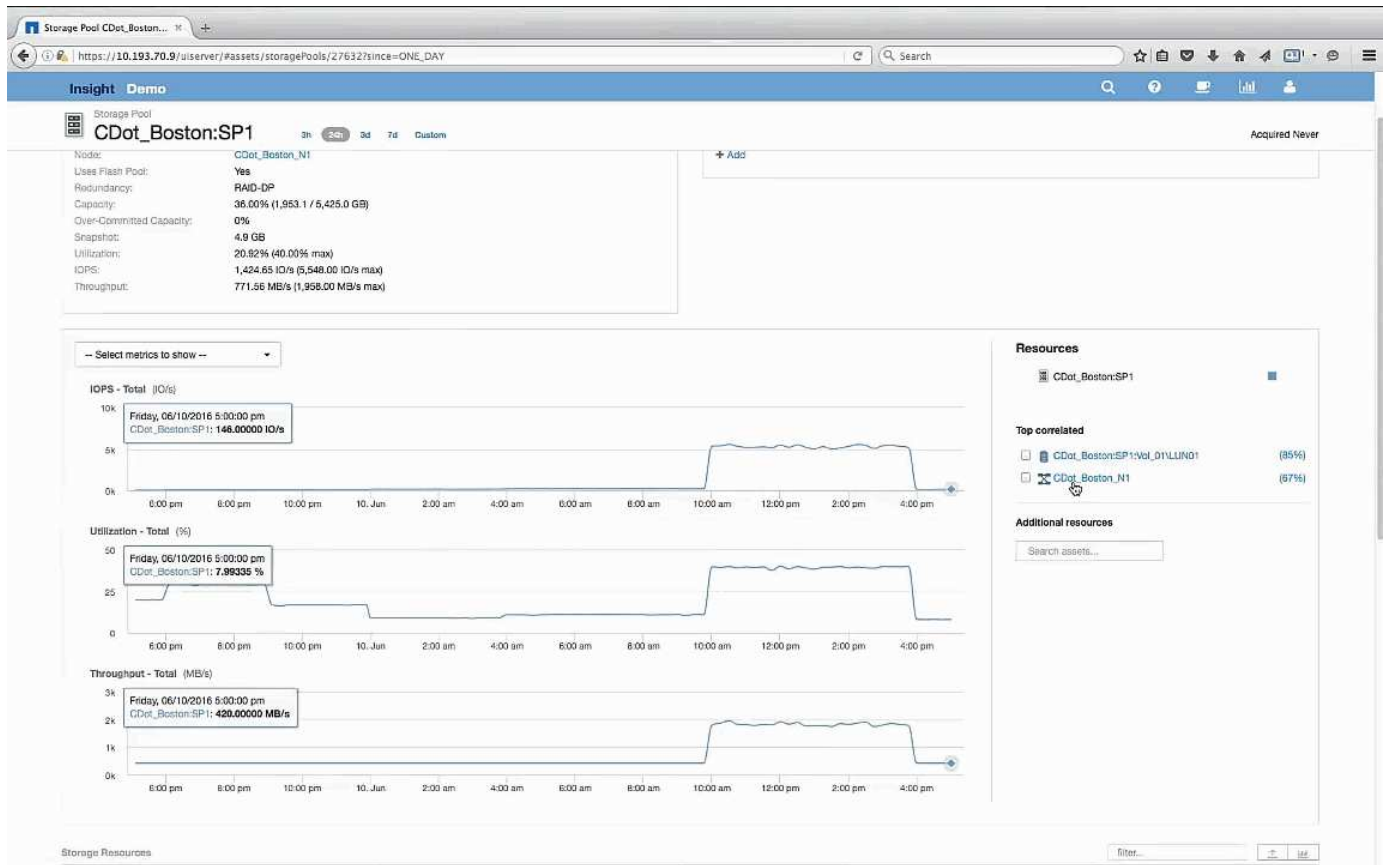 Storage Pool CDot_Boston...
https://10.193.70.9/uiserver/#assets/storagePools/27632?since=ONE_DAY
Search
Insight Demo
Storage Pool
CDot_Boston:SP1
3h 24h 3d 7d Custom
Acquired Never
Node: CDot_Boston_N1
+ Add
Uses Flash Pool: Yes
Redundancy: RAID-DP
Capacity: 36.00% (1,953.1 / 5,425.0 GB)
Over-Committed Capacity: 0%
Snapshot: 4.9 GB
Utilization: 20.92% (40.00% max)
IOPS: 1,424.65 IO/s (5,548.00 IO/s max)
Throughput: 771.56 MB/s (1,958.00 MB/s max)
-- Select metrics to show --
IOPS - Total (IO/s)
10k
5k
0k
Friday, 06/10/2016 5:00:00 pm
CDot_Boston:SP1: 146.00000 IO/s
6:00 pm 8:00 pm 10:00 pm 10. Jun 2:00 am 4:00 am 6:00 am 8:00 am 10:00 am 12:00 pm 2:00 pm 4:00 pm
Utilization - Total (%)
50
25
0
Friday, 06/10/2016 5:00:00 pm
CDot_Boston:SP1: 7.99335 %
6:00 pm 8:00 pm 10:00 pm 10. Jun 2:00 am 4:00 am 6:00 am 8:00 am 10:00 am 12:00 pm 2:00 pm 4:00 pm
Throughput - Total (MB/s)
3k
2k
1k
0k
Friday, 06/10/2016 5:00:00 pm
CDot_Boston:SP1: 420.00000 MB/s
6:00 pm 8:00 pm 10:00 pm 10. Jun 2:00 am 4:00 am 6:00 am 8:00 am 10:00 am 12:00 pm 2:00 pm 4:00 pm
Resources
CDot_Boston:SP1
Top correlated
CDot_Boston:SP1:Vol_01\LUN01 (85%)
CDot_Boston_N1 (67%)
Additional resources
Search assets...
Storage Resources
filter...